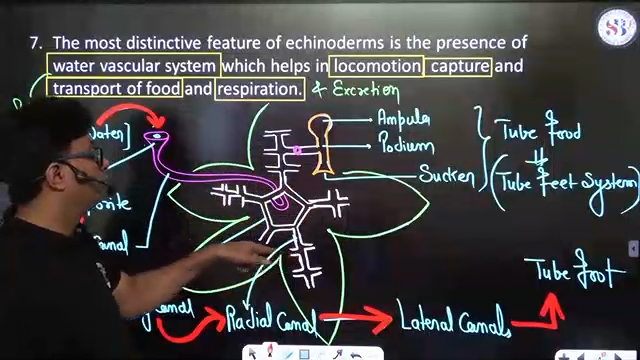 7. The most distinctive feature of echinoderms is the presence of
water vascular system which helps in locomotion, capture and
transport of food and respiration. & Excretion
Water]
Ampula
Podium
Sucker
Tube food
(Tube feet System)
Canal
Radial Canal
Lateral Canals
Tube foot